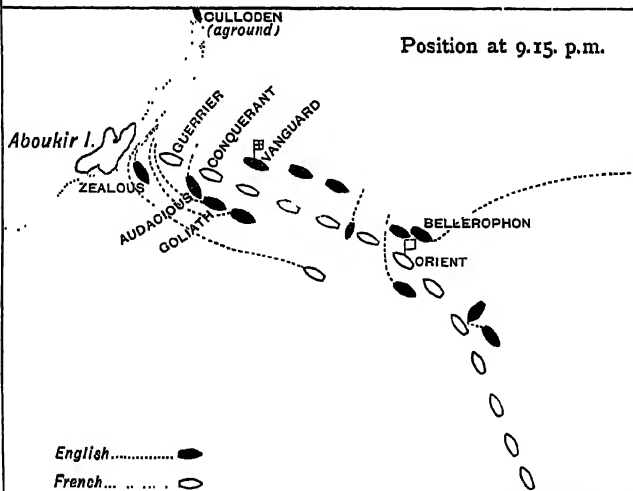 CULLODEN
(aground)
Position at 9.15. p.m.
Aboukir I.
GUERRIER
CONQUERANT
VANGUARD
ZEALOUS
AUDACIOUS
GOLIATH
BELLEROPHON
ORIENT
English
French